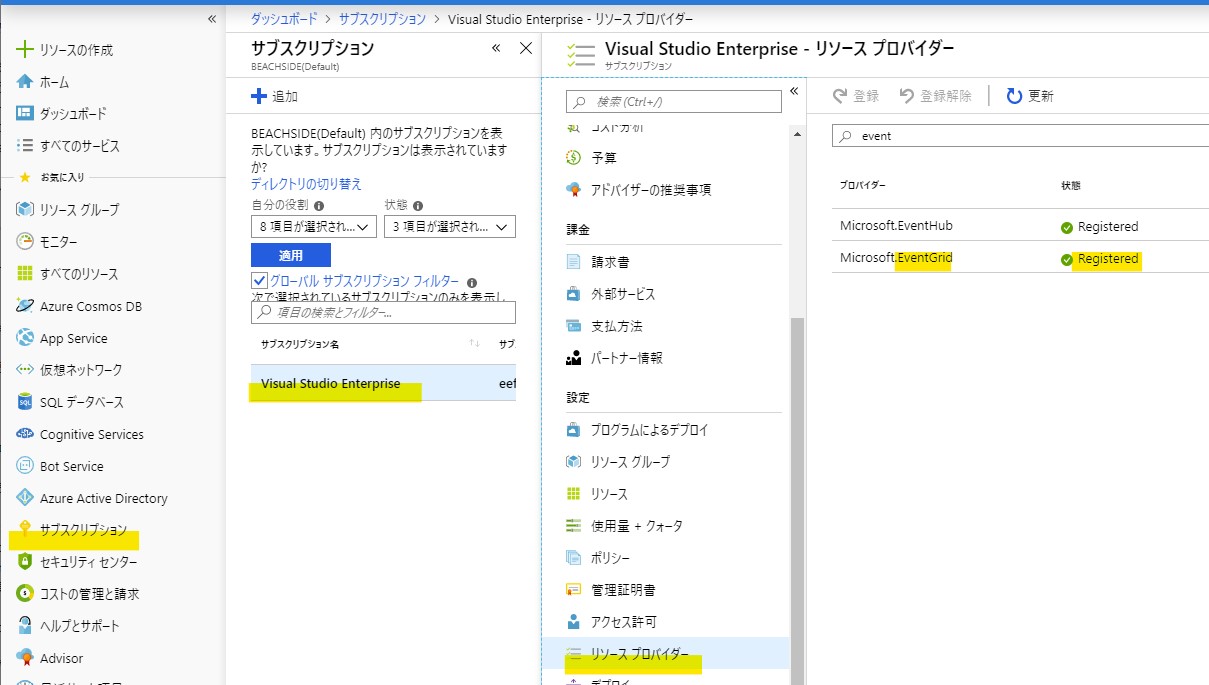 «
リソースの作成
ホーム
ダッシュボード
すべてのサービス
お気に入り
リソース グループ
モニター
すべてのリソース
Azure Cosmos DB
App Service
仮想ネットワーク
SQL データベース
Cognitive Services
Bot Service
Azure Active Directory
サブスクリプション
セキュリティ センター
コストの管理と請求
ヘルプとサポート
Advisor
ダッシュボード > サブスクリプション > Visual Studio Enterprise - リソース プロバイダー
サブスクリプション
BEACHSIDE(Default)
«
追加
BEACHSIDE(Default) 内のサブスクリプションを表
示しています。サブスクリプションは表示されています
か?
ディレクトリの切り替え
自分の役割 状態
8 項目が選択され... 3 項目が選択され...
適用
グローバル サブスクリプション フィルター
次で選択されているサブスクリプションのみを表示し
項目の検索とフィルター...
サブスクリプション名 サブ
Visual Studio Enterprise eef
Visual Studio Enterprise - リソース プロバイダー
サブスクリプション
検索 (Ctrl+/)
«
コスト分析
予算
アドバイザーの推奨事項
課金
請求書
外部サービス
支払方法
パートナー情報
設定
プログラムによるデプロイ
リソース グループ
リソース
使用量 + クォータ
ポリシー
管理証明書
アクセス許可
リソース プロバイダー
デプロイ
登録 登録解除 更新
event
プロバイダー 状態
Microsoft.EventHub Registered
Microsoft.EventGrid Registered